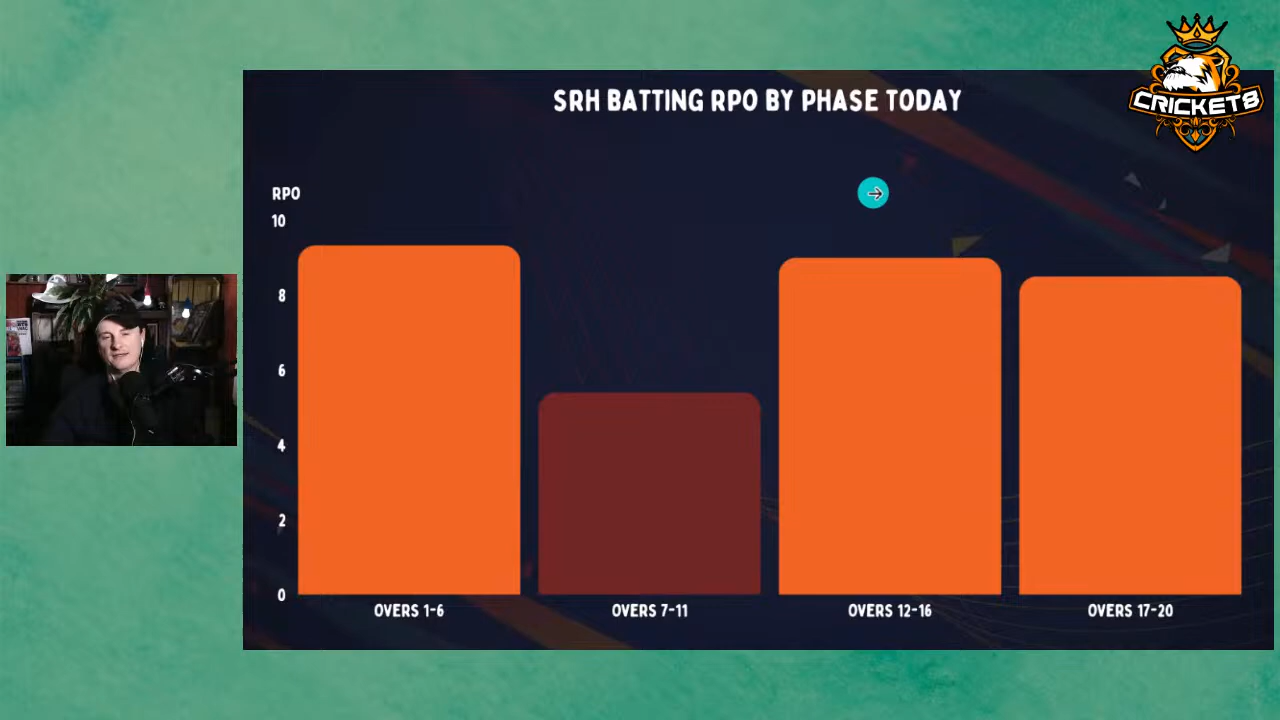 SRH BATTING RPO BY PHASE TODAY
CRICKET8
RPO
10
8
6
4
2
0
OVERS 1-6
OVERS 7-11
OVERS 12-16
OVERS 17-20